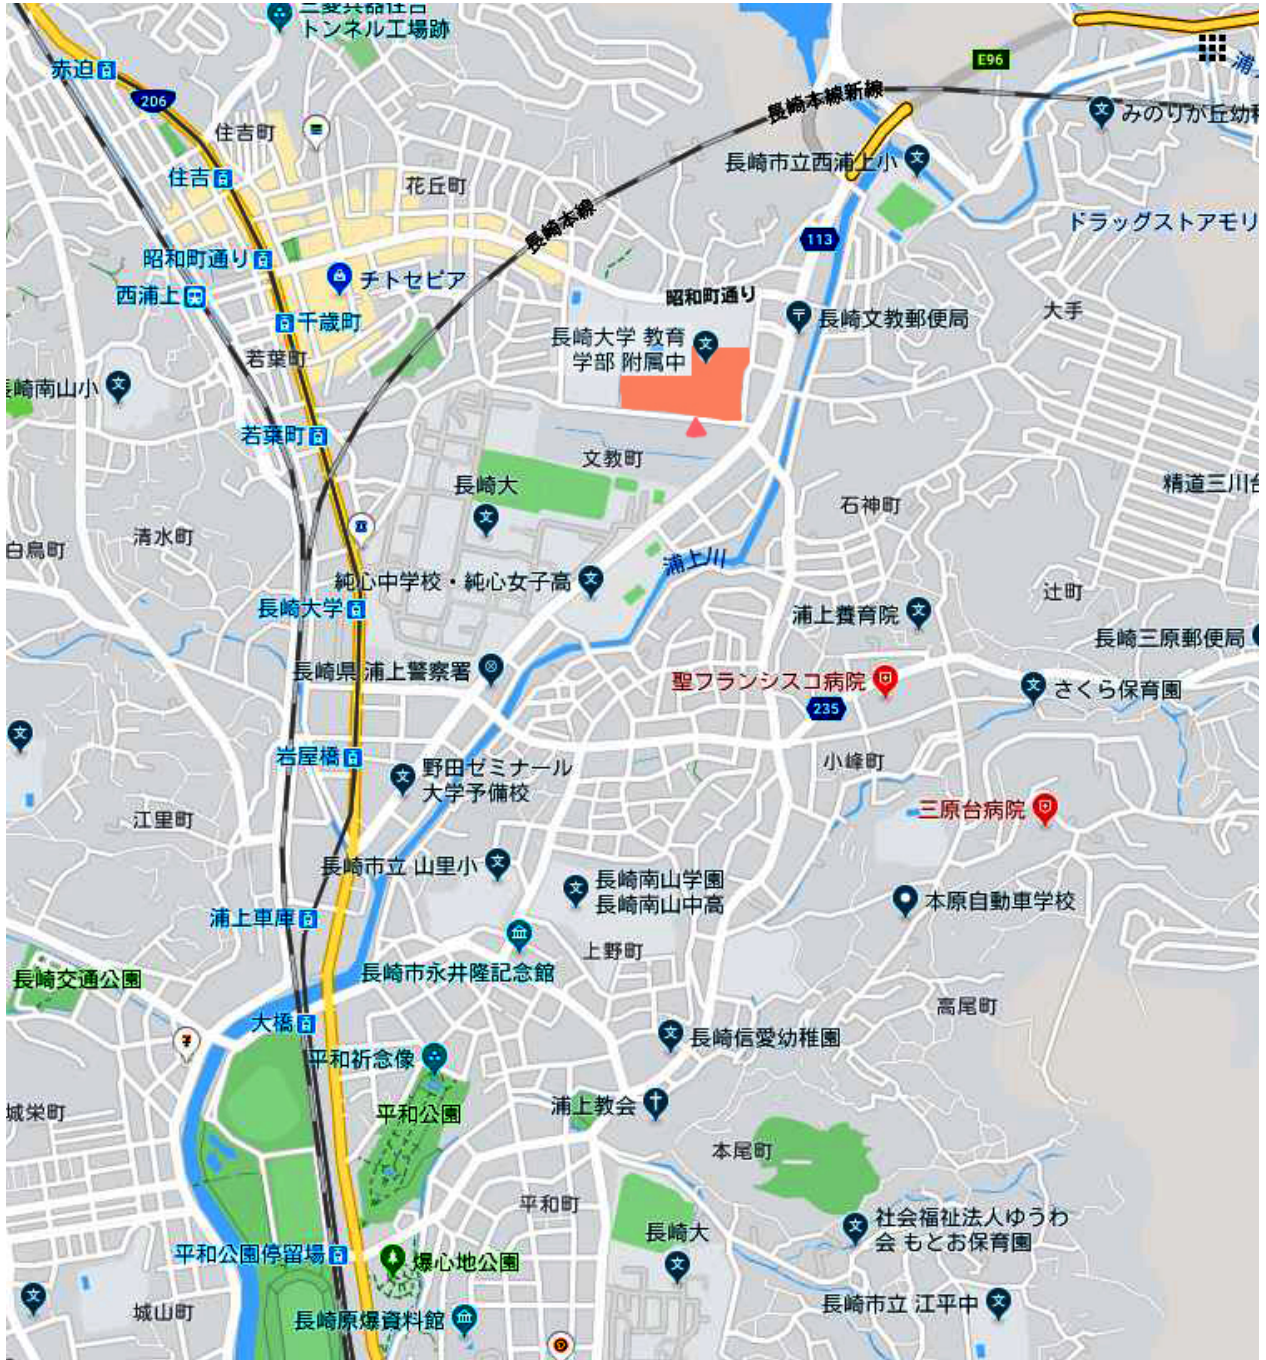 三菱兵器住吉
トンネル工場跡
赤迫
206
住吉町
E96
長崎本線新線
みのりが丘幼稚
浦上
住吉
花丘町
長崎市立西浦上小
長崎本線
113
ドラッグストアモリ
昭和町通り
西浦上
チトセピア
千歳町
昭和町通り
長崎文教郵便局
大手
長崎大学 教育
学部 附属中
若葉町
長崎南山小
若葉町
文教町
長崎大
石神町
精道三川台
白鳥町
清水町
浦上川
純心中学校・純心女子高
長崎大学
浦上養育院
辻町
長崎三原郵便局
長崎県 浦上警察署
聖フランシスコ病院
さくら保育園
235
岩屋橋
野田ゼミナール
大学予備校
小峰町
江里町
三原台病院
長崎市立 山里小
長崎南山学園
長崎南山中高
本原自動車学校
浦上車庫
上野町
長崎交通公園
長崎市永井隆記念館
高尾町
大橋
長崎信愛幼稚園
平和祈念像
城栄町
平和公園
浦上教会
本尾町
平和町
長崎大
社会福祉法人ゆうわ
会 もとお保育園
平和公園停留場
爆心地公園
城山町
長崎原爆資料館
長崎市立 江平中